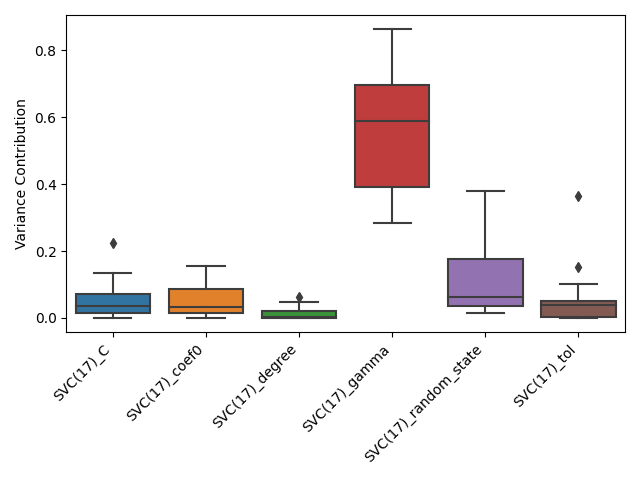 Variance Contribution
0.8
0.6
0.4
0.2
0.0
SVC(17)_C
SVC(17)_coef0
SVC(17)_degree
SVC(17)_gamma
SVC(17)_random_state
SVC(17)_tol